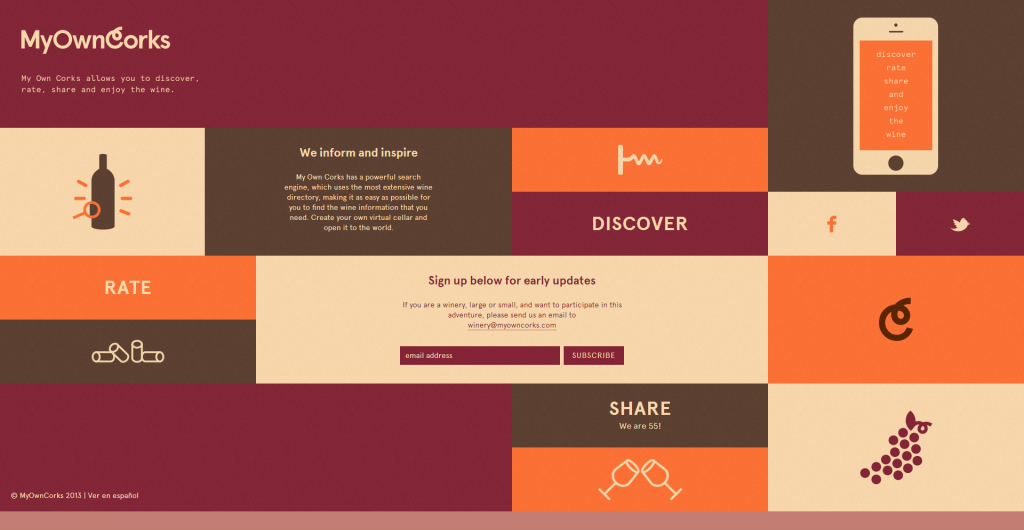 MyOwnCorks
My Own Corks allows you to discover,
rate, share and enjoy the wine.
discover
rate
share
and
enjoy
the
wine
We inform and inspire
My Own Corks has a powerful search
engine, which uses the most extensive wine
directory, making it as easy as possible for
you to find the wine information that you
need. Create your own virtual cellar and
open it to the world.
DISCOVER
RATE
Sign up below for early updates
If you are a winery, large or small, and want to participate in this
adventure, please send us an email to
winery@myowncorks.com
email address
SUBSCRIBE
SHARE
We are 55!
© MyOwnCorks 2013 | Ver en español